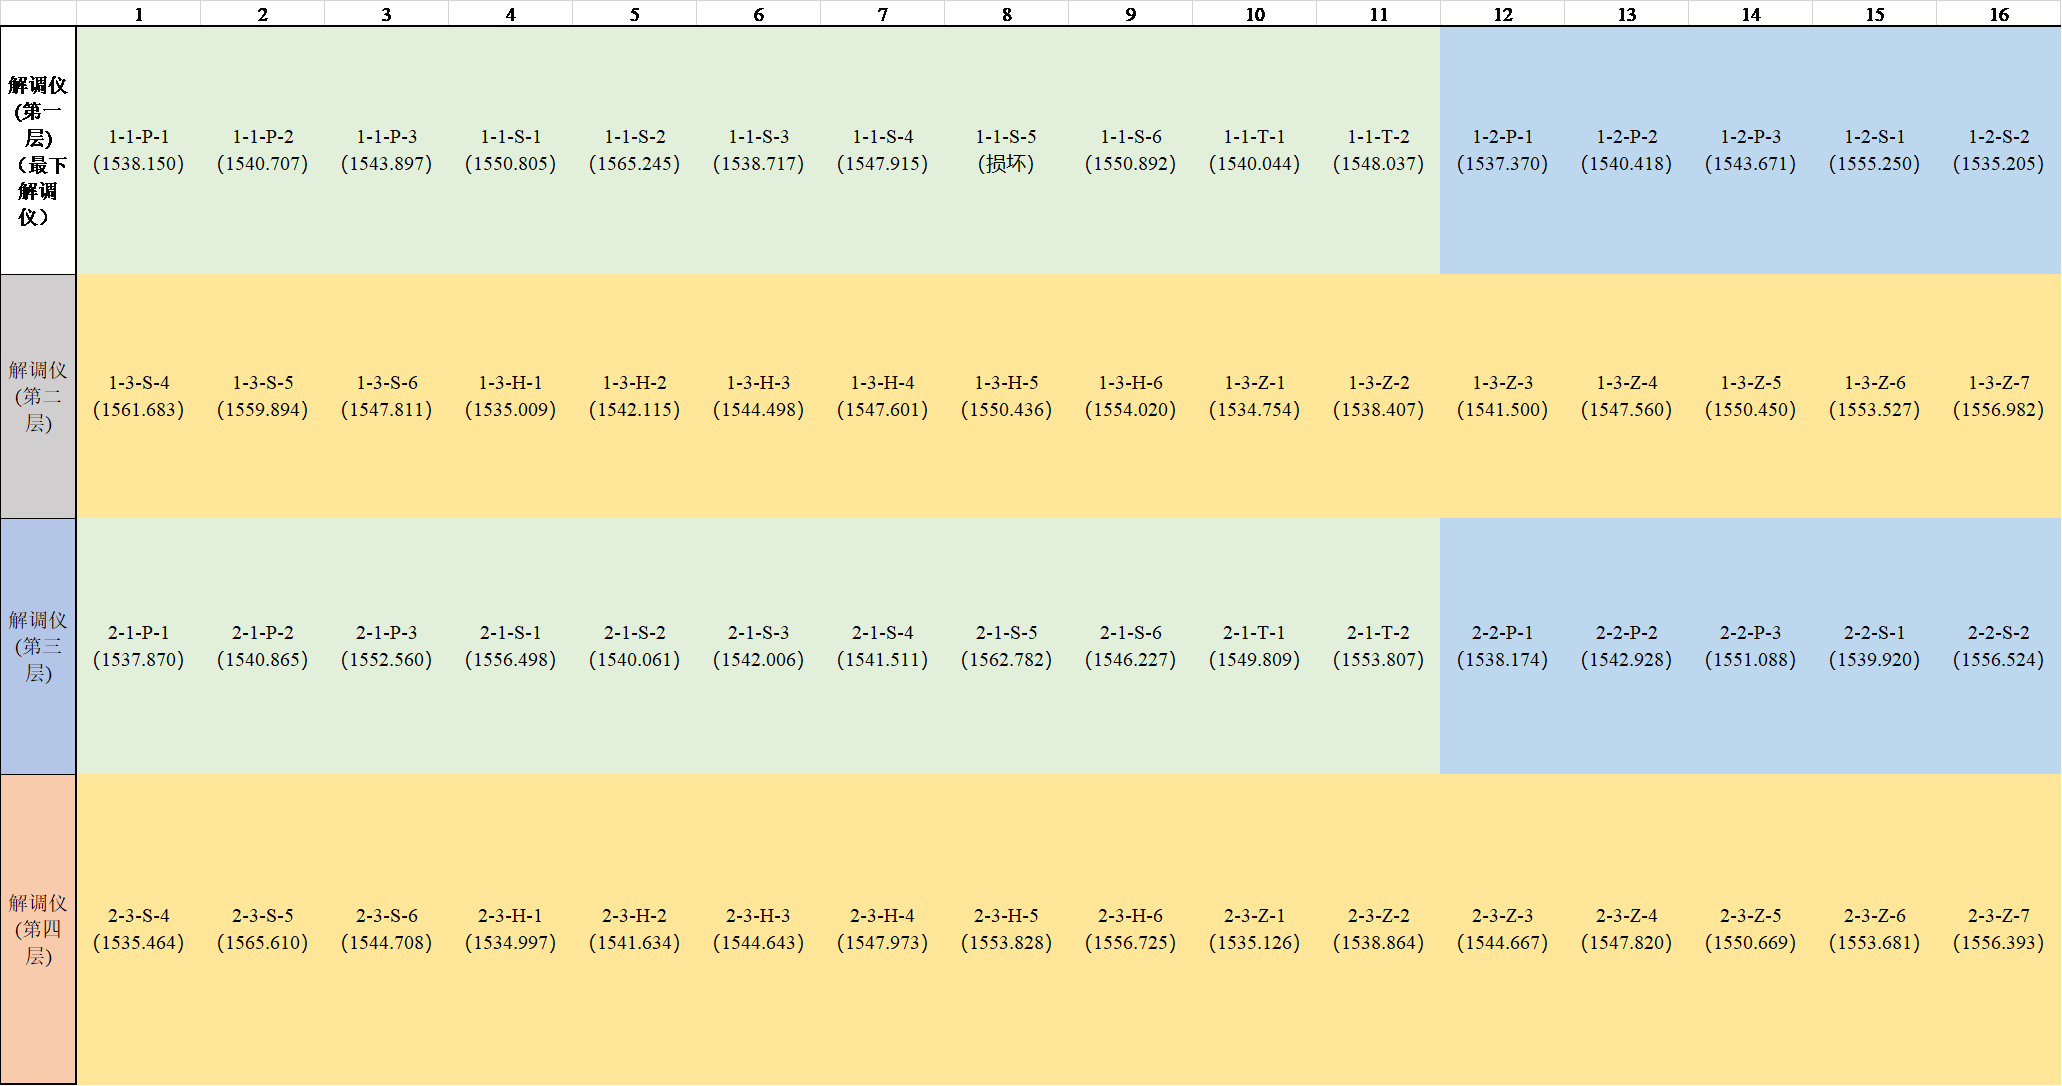 1 2 3 4 5 6 7 8 9 10 11 12 13 14 15 16
解调仪
(第一
层)
（最下
解调
仪）
1-1-P-1 1-1-P-2 1-1-P-3 1-1-S-1 1-1-S-2 1-1-S-3 1-1-S-4 1-1-S-5 1-1-S-6 1-1-T-1 1-1-T-2 1-2-P-1 1-2-P-2 1-2-P-3 1-2-S-1 1-2-S-2
(1538.150) (1540.707) (1543.897) (1550.805) (1565.245) (1538.717) (1547.915) (损坏) (1550.892) (1540.044) (1548.037) (1537.370) (1540.418) (1543.671) (1555.250) (1535.205)
解调仪
(第二
层)
1-3-S-4 1-3-S-5 1-3-S-6 1-3-H-1 1-3-H-2 1-3-H-3 1-3-H-4 1-3-H-5 1-3-H-6 1-3-Z-1 1-3-Z-2 1-3-Z-3 1-3-Z-4 1-3-Z-5 1-3-Z-6 1-3-Z-7
(1561.683) (1559.894) (1547.811) (1535.009) (1542.115) (1544.498) (1547.601) (1550.436) (1554.020) (1534.754) (1538.407) (1541.500) (1547.560) (1550.450) (1553.527) (1556.982)
解调仪
(第三
层)
2-1-P-1 2-1-P-2 2-1-P-3 2-1-S-1 2-1-S-2 2-1-S-3 2-1-S-4 2-1-S-5 2-1-S-6 2-1-T-1 2-1-T-2 2-2-P-1 2-2-P-2 2-2-P-3 2-2-S-1 2-2-S-2
(1537.870) (1540.865) (1552.560) (1556.498) (1540.061) (1542.006) (1541.511) (1562.782) (1546.227) (1549.809) (1553.807) (1538.174) (1542.928) (1551.088) (1539.920) (1556.524)
解调仪
(第四
层)
2-3-S-4 2-3-S-5 2-3-S-6 2-3-H-1 2-3-H-2 2-3-H-3 2-3-H-4 2-3-H-5 2-3-H-6 2-3-Z-1 2-3-Z-2 2-3-Z-3 2-3-Z-4 2-3-Z-5 2-3-Z-6 2-3-Z-7
(1535.464) (1565.610) (1544.708) (1534.997) (1541.634) (1544.643) (1547.973) (1553.828) (1556.725) (1535.126) (1538.864) (1544.667) (1547.820) (1550.669) (1553.681) (1556.393)